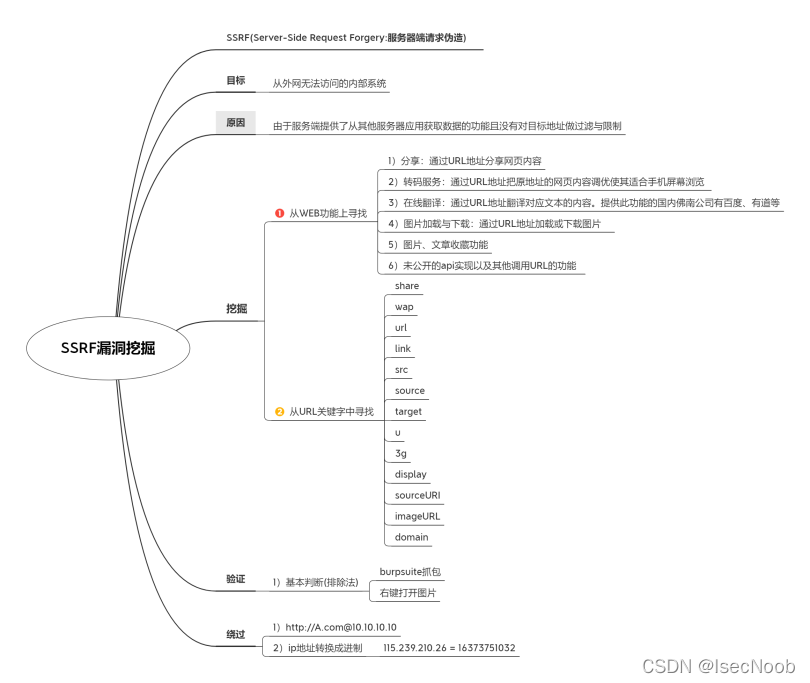 SSRF(Server-Side Request Forgery:服务器端请求伪造)
目标
从外网无法访问的内部系统
原因
由于服务端提供了从其他服务器应用获取数据的功能且没有对目标地址做过滤与限制
SSRF漏洞挖掘
挖掘
1 从WEB功能上寻找
1）分享：通过URL地址分享网页内容
2）转码服务：通过URL地址把原地址的网页内容调优使其适合手机屏幕浏览
3）在线翻译：通过URL地址翻译对应文本的内容。提供此功能的国内佛南公司有百度、有道等
4）图片加载与下载：通过URL地址加载或下载图片
5）图片、文章收藏功能
6）未公开的api实现以及其他调用URL的功能
2 从URL关键字中寻找
share
wap
url
link
src
source
target
u
3g
display
sourceURI
imageURL
domain
验证
1）基本判断(排除法)
burpsuite抓包
右键打开图片
绕过
1）http://A.com@10.10.10.10
2）ip地址转换成进制
115.239.210.26 = 16373751032
CSDN @IsecNoob